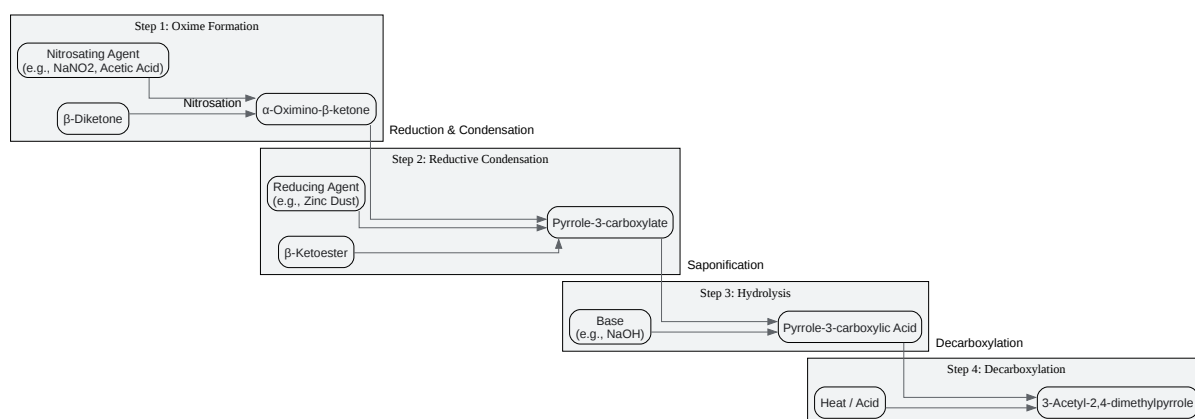 Step 1: Oxime Formation
Nitrosating Agent
(e.g., NaNO2, Acetic Acid)
Nitrosation
α-Oximino-β-ketone
β-Diketone
Reduction & Condensation
Step 2: Reductive Condensation
Reducing Agent
(e.g., Zinc Dust)
Pyrrole-3-carboxylate
β-Ketoester
Saponification
Step 3: Hydrolysis
Base
(e.g., NaOH)
Pyrrole-3-carboxylic Acid
Decarboxylation
Step 4: Decarboxylation
Heat / Acid
3-Acetyl-2,4-dimethylpyrrole